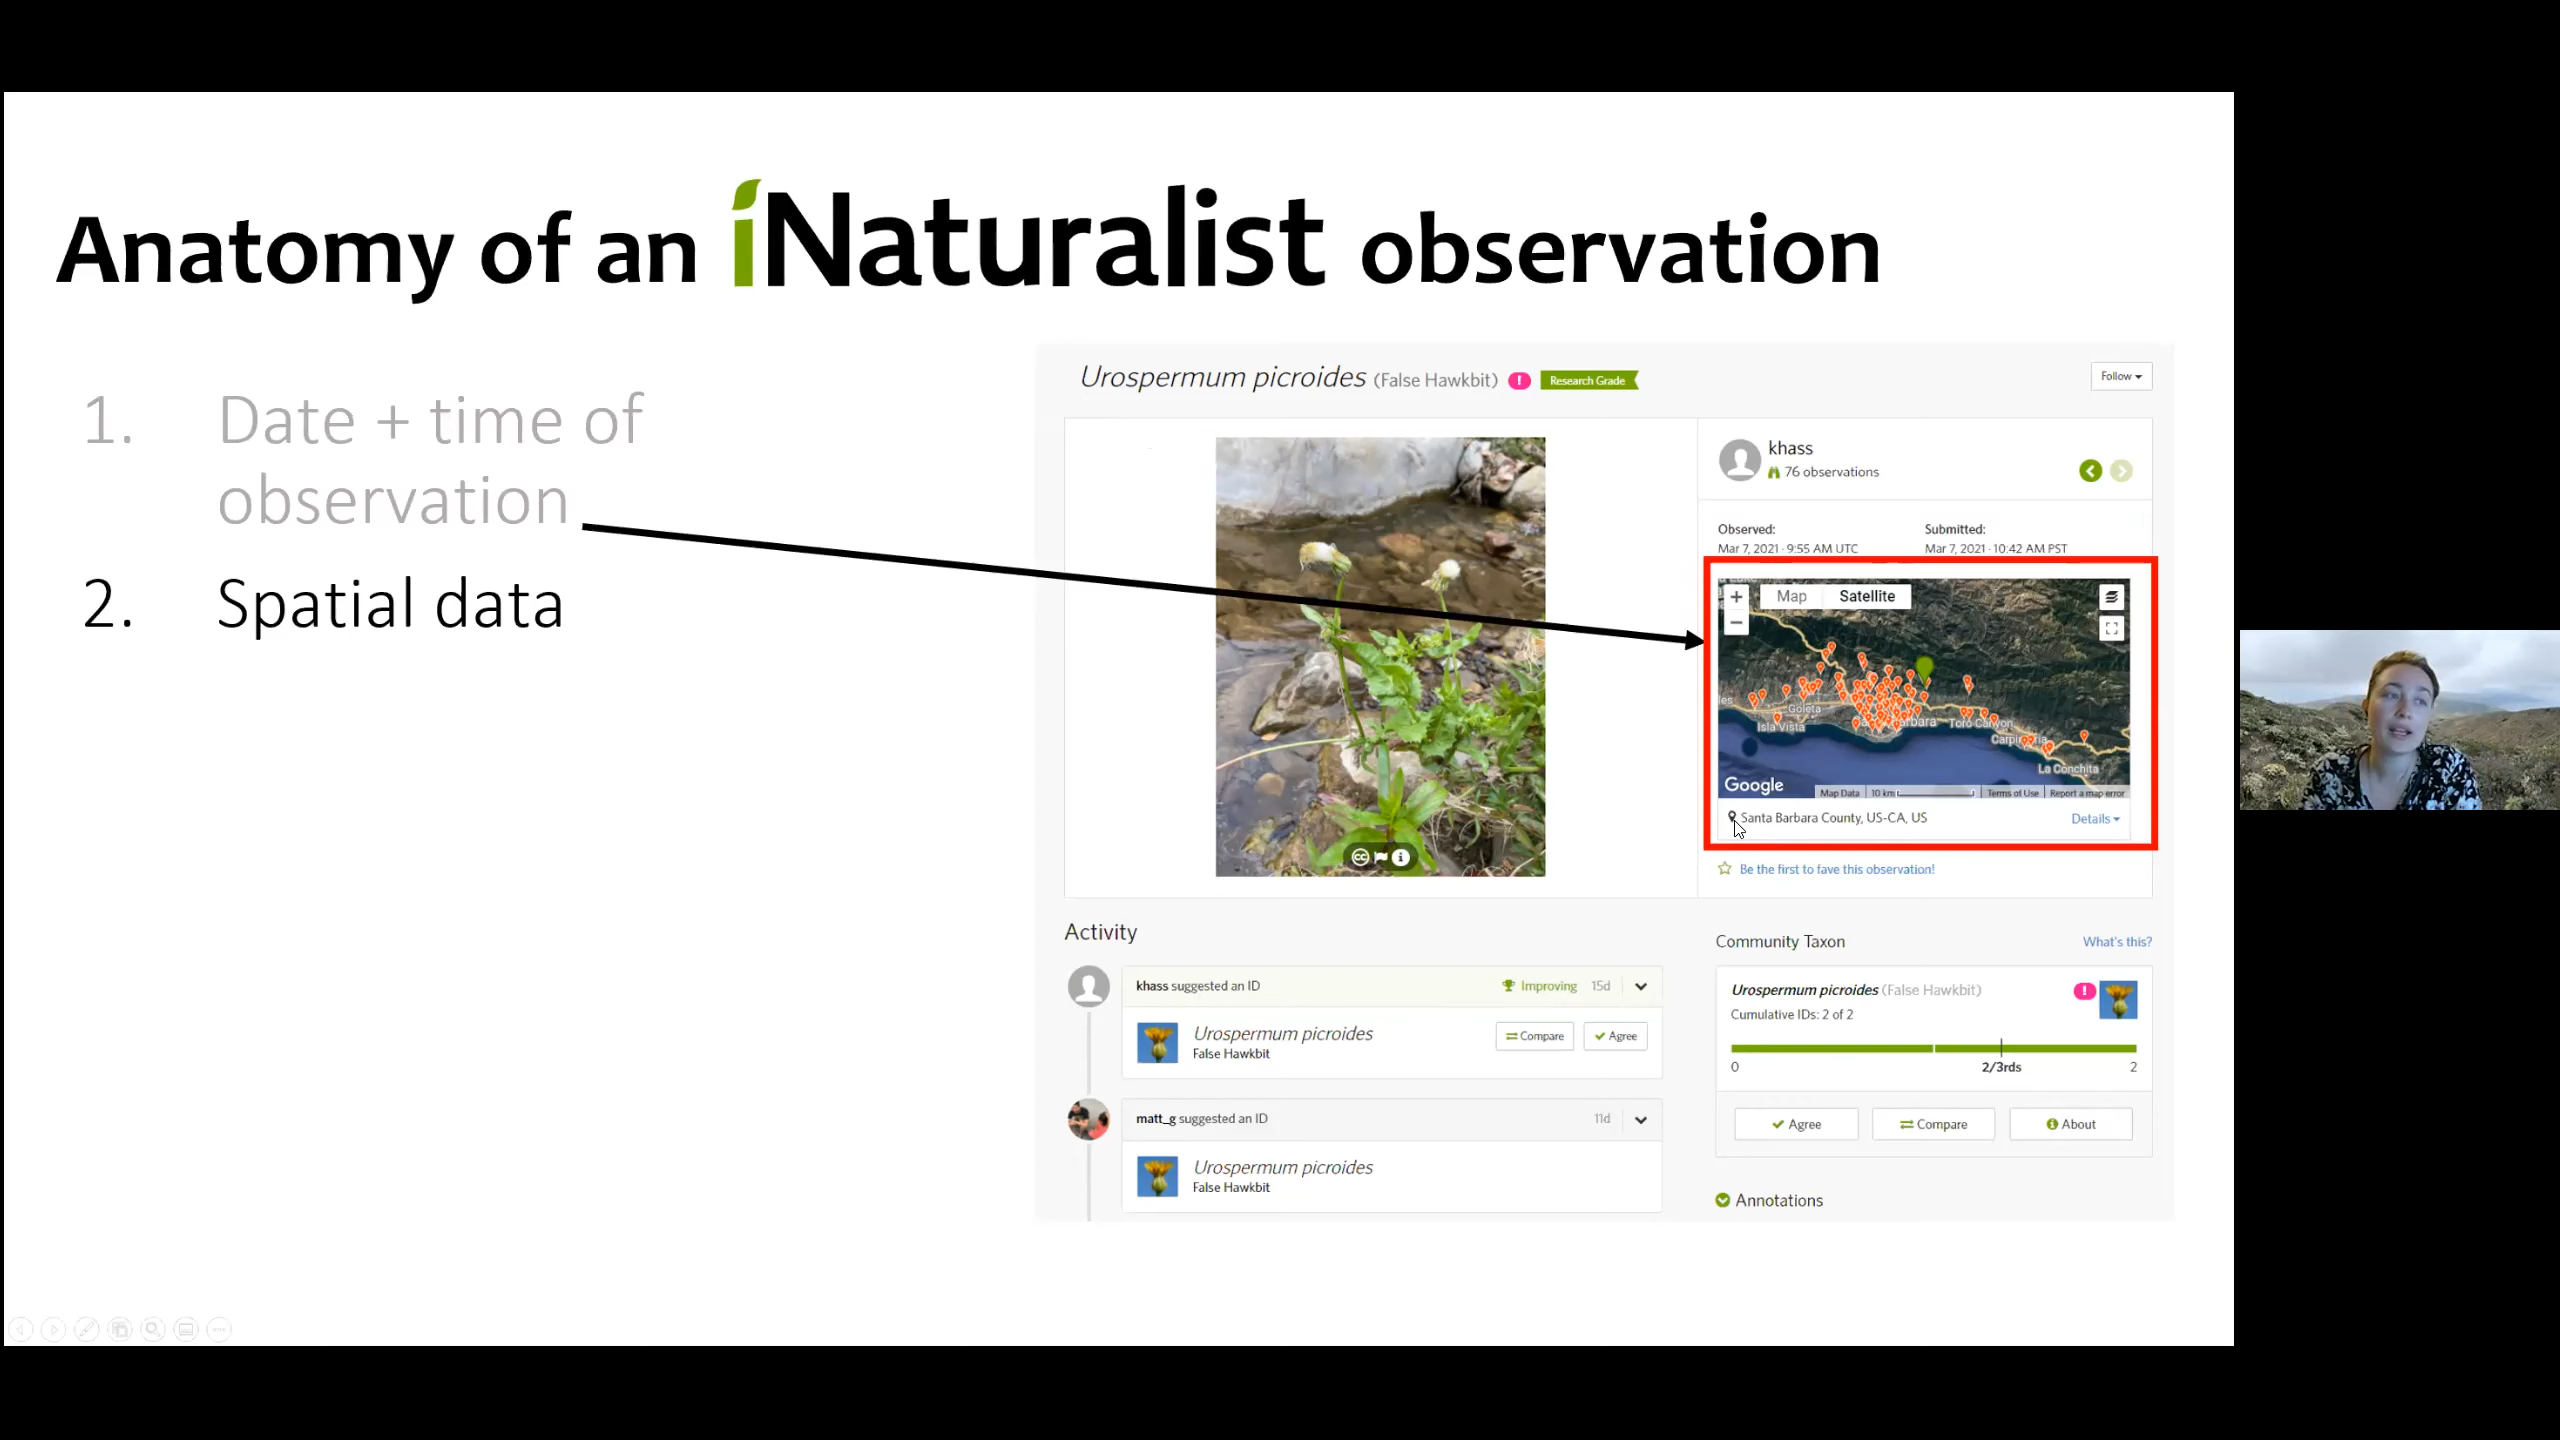 Anatomy of an iNaturalist observation
1. Date + time of
observation
2. Spatial data
Urospermum picroides (False Hawkbit) ! Research Grade
Follow
khass
76 observations
Observed:
Mar 7, 2021 · 9:55 AM UTC
Submitted:
Mar 7, 2021 · 10:42 AM PST
+
−
Map Satellite
Goleta
Isla Vista
Toro Canyon
La Conchita
Google
Map Data 10 km Terms of Use Report a map error
Santa Barbara County, US-CA, US
Details
Be the first to fave this observation!
Activity
khass suggested an ID Improving 15d
Urospermum picroides
False Hawkbit
Compare Agree
matt_g suggested an ID 11d
Urospermum picroides
False Hawkbit
Community Taxon What's this?
Urospermum picroides (False Hawkbit) !
Cumulative IDs: 2 of 2
0 2/3rds 2
Agree Compare About
Annotations